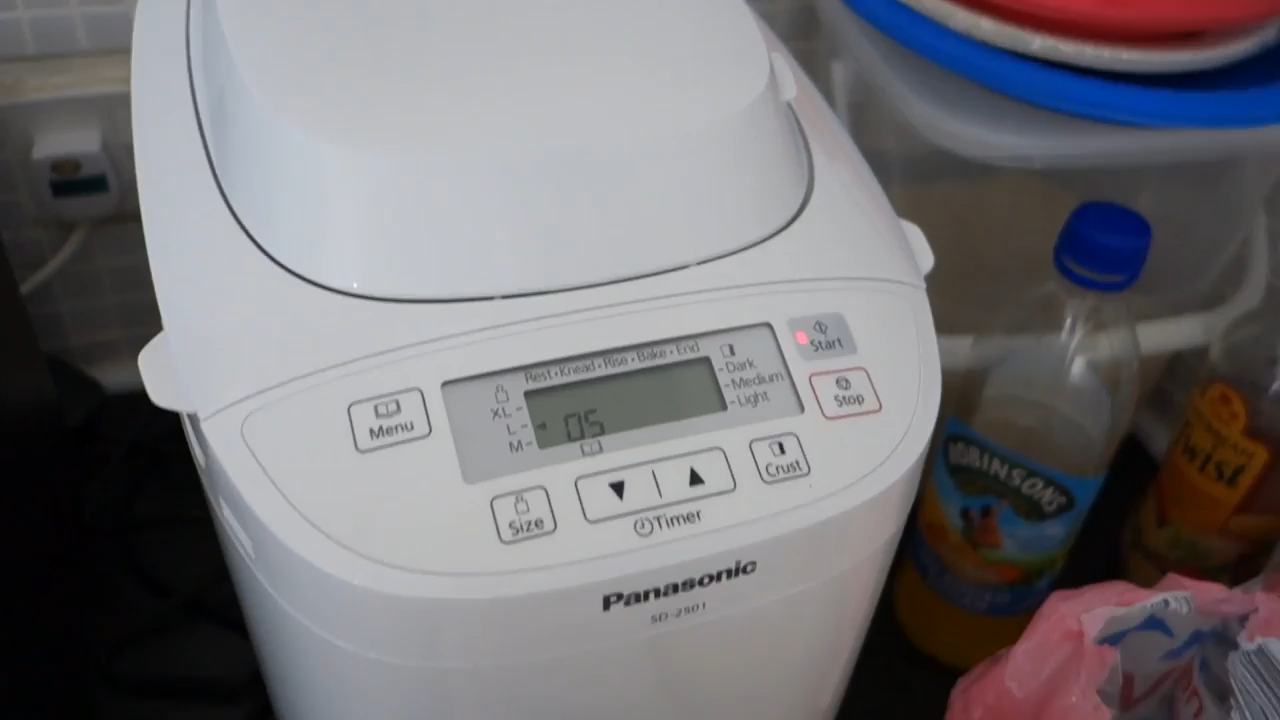 Rest•Knead•Rise•Bake•End
XL
L
M
05
Dark
Medium
Light
Start
Stop
Menu
Size
Timer
Crust
Panasonic
SD-2501
ROBINSONS
Twist